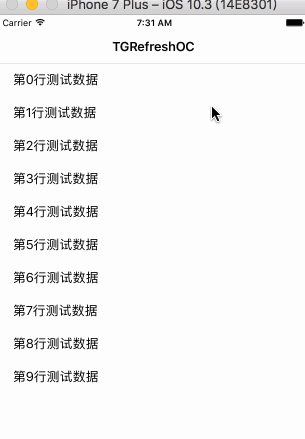 iPhone 7 Plus – iOS 10.3 (14E8301)
Carrier 7:31 AM
TGRefreshOC
第0行测试数据
第1行测试数据
第2行测试数据
第3行测试数据
第4行测试数据
第5行测试数据
第6行测试数据
第7行测试数据
第8行测试数据
第9行测试数据